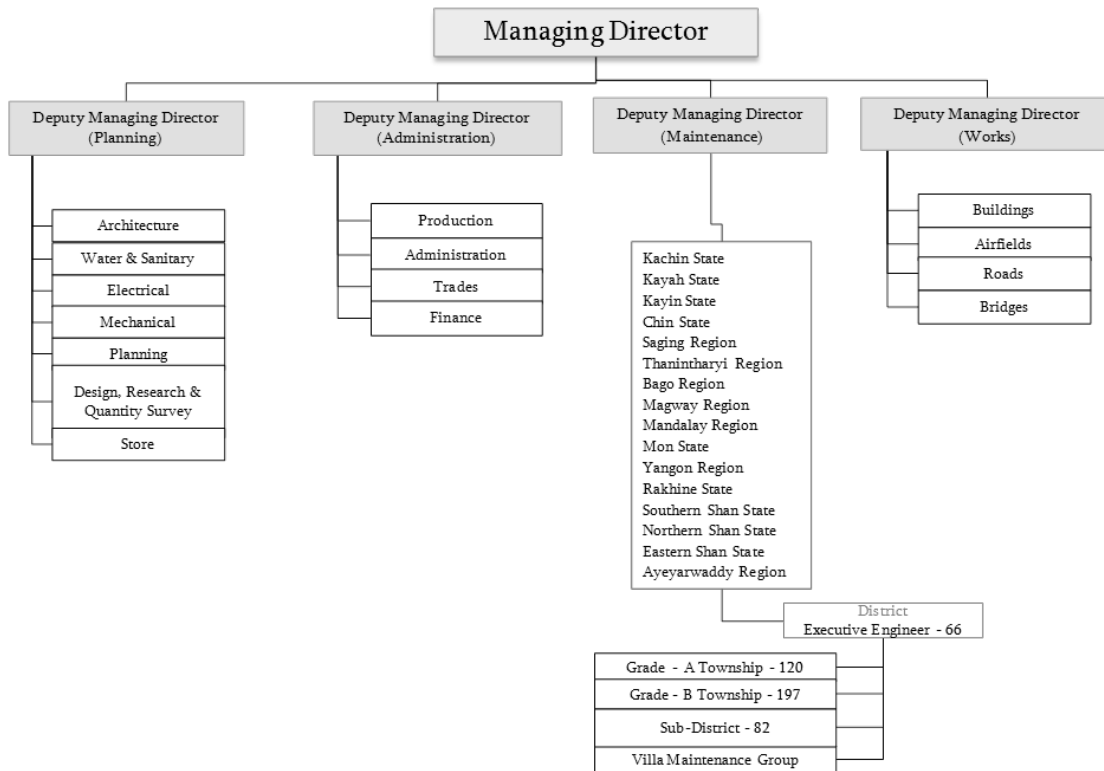 Managing Director
Deputy Managing Director
(Planning)
Deputy Managing Director
(Administration)
Deputy Managing Director
(Maintenance)
Deputy Managing Director
(Works)
Architecture
Water & Sanitary
Electrical
Mechanical
Planning
Design, Research &
Quantity Survey
Store
Production
Administration
Trades
Finance
Kachin State
Kayah State
Kayin State
Chin State
Saging Region
Thanintharyi Region
Bago Region
Magway Region
Mandalay Region
Mon State
Yangon Region
Rakhine State
Southern Shan State
Northern Shan State
Eastern Shan State
Ayeyarwaddy Region
Buildings
Airfields
Roads
Bridges
District
Executive Engineer - 66
Grade - A Township - 120
Grade - B Township - 197
Sub-District - 82
Villa Maintenance Group